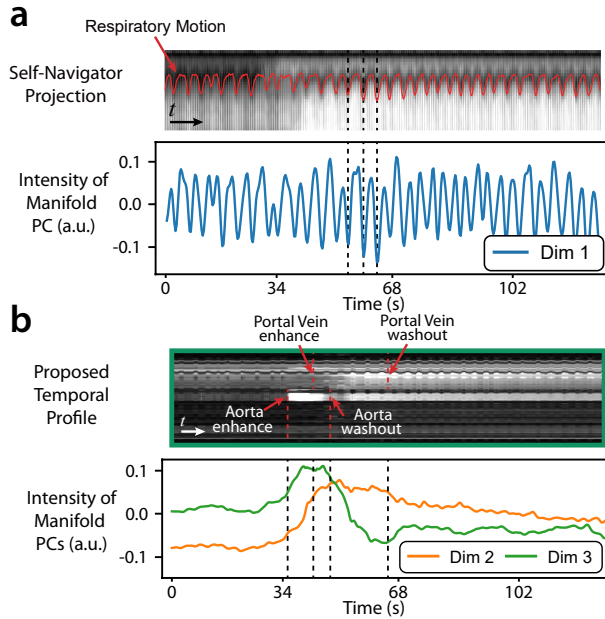 a
Respiratory Motion
Self-Navigator
Projection
t
Intensity of
Manifold
PC (a.u.)
0.1
0.0
-0.1
Dim 1
0
34
68
102
Time (s)
b
Portal Vein
enhance
Portal Vein
washout
Proposed
Temporal
Profile
Aorta
enhance
Aorta
washout
t
Intensity of
Manifold
PCs (a.u.)
0.1
0.0
-0.1
Dim 2
Dim 3
0
34
68
102
Time (s)